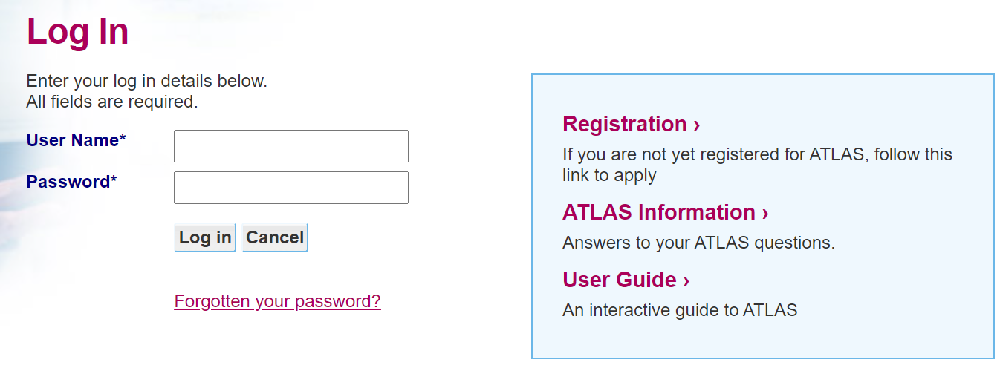 Log In
Enter your log in details below.
All fields are required.
User Name*
Password*
Log in Cancel
Forgotten your password?
Registration ›
If you are not yet registered for ATLAS, follow this
link to apply
ATLAS Information ›
Answers to your ATLAS questions.
User Guide ›
An interactive guide to ATLAS